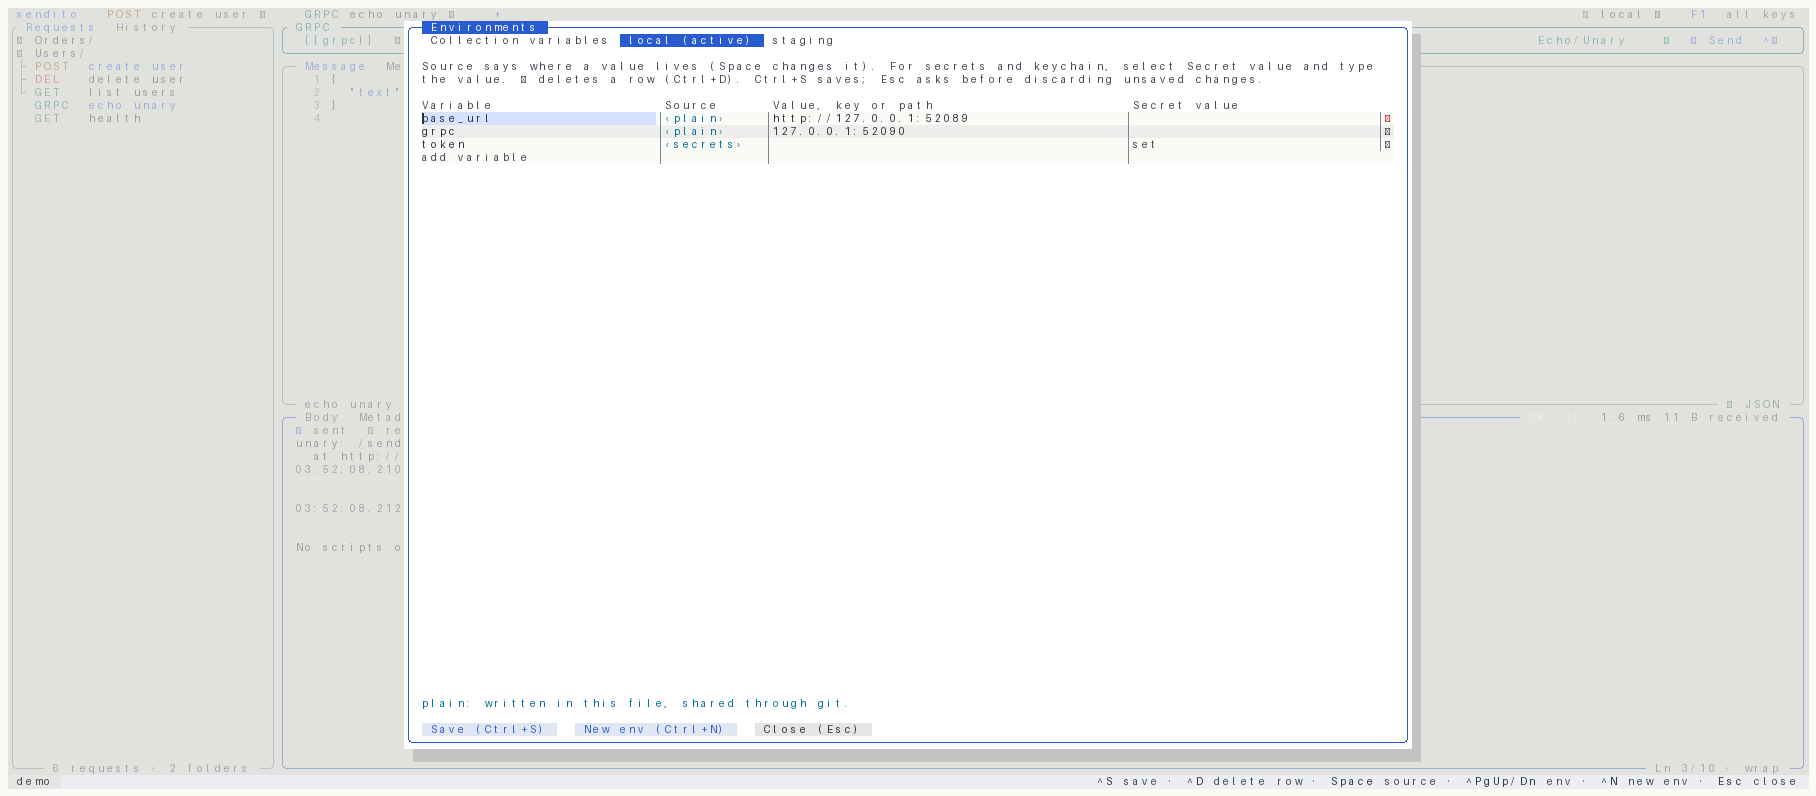 sendito POST create user GRPC echo unary + local F1 all keys
Requests History
GRPC
Environments
Orders/
{{grpc}}
Collection variables local (active) staging
Echo/Unary Send
Users/
POST create user
Message Me
Source says where a value lives (Space changes it). For secrets and keychain, select Secret value and type
DEL delete user
1 {
the value. deletes a row (Ctrl+D). Ctrl+S saves; Esc asks before discarding unsaved changes.
GET list users
2 "text"
GRPC echo unary
3 }
Variable Source Value, key or path Secret value
GET health
4
base_url ‹plain› http://127.0.0.1:52089
grpc ‹plain› 127.0.0.1:52090
token ‹secrets› set
add variable
echo unary
JSON
Body Metad
OK (0) 1.6 ms 11 B received
sent re
unary: /send
at http://
03:52:08.210
03:52:08.212
No scripts o
plain: written in this file, shared through git.
Save (Ctrl+S) New env (Ctrl+N) Close (Esc)
6 requests · 2 folders
Ln 3/10 · wrap
demo
^S save · ^D delete row · Space source · ^PgUp/Dn env · ^N new env · Esc close